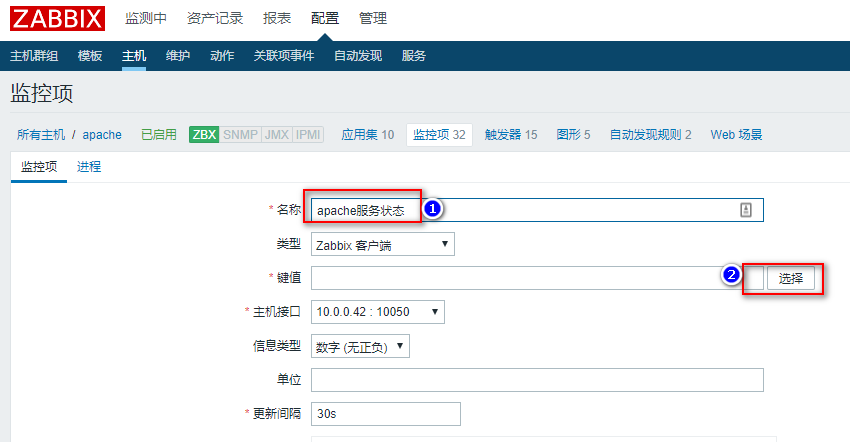 ZABBIX 监测中 资产记录 报表 配置 管理
主机群组 模板 主机 维护 动作 关联项事件 自动发现 服务
监控项
所有主机 / apache 已启用 ZBX SNMP JMX IPMI 应用集 10 监控项 32 触发器 15 图形 5 自动发现规则 2 Web 场景
监控项 进程
* 名称 apache服务状态 1
类型 Zabbix 客户端
* 键值 2 选择
* 主机接口 10.0.0.42 : 10050
信息类型 数字 (无正负)
单位
* 更新间隔 30s